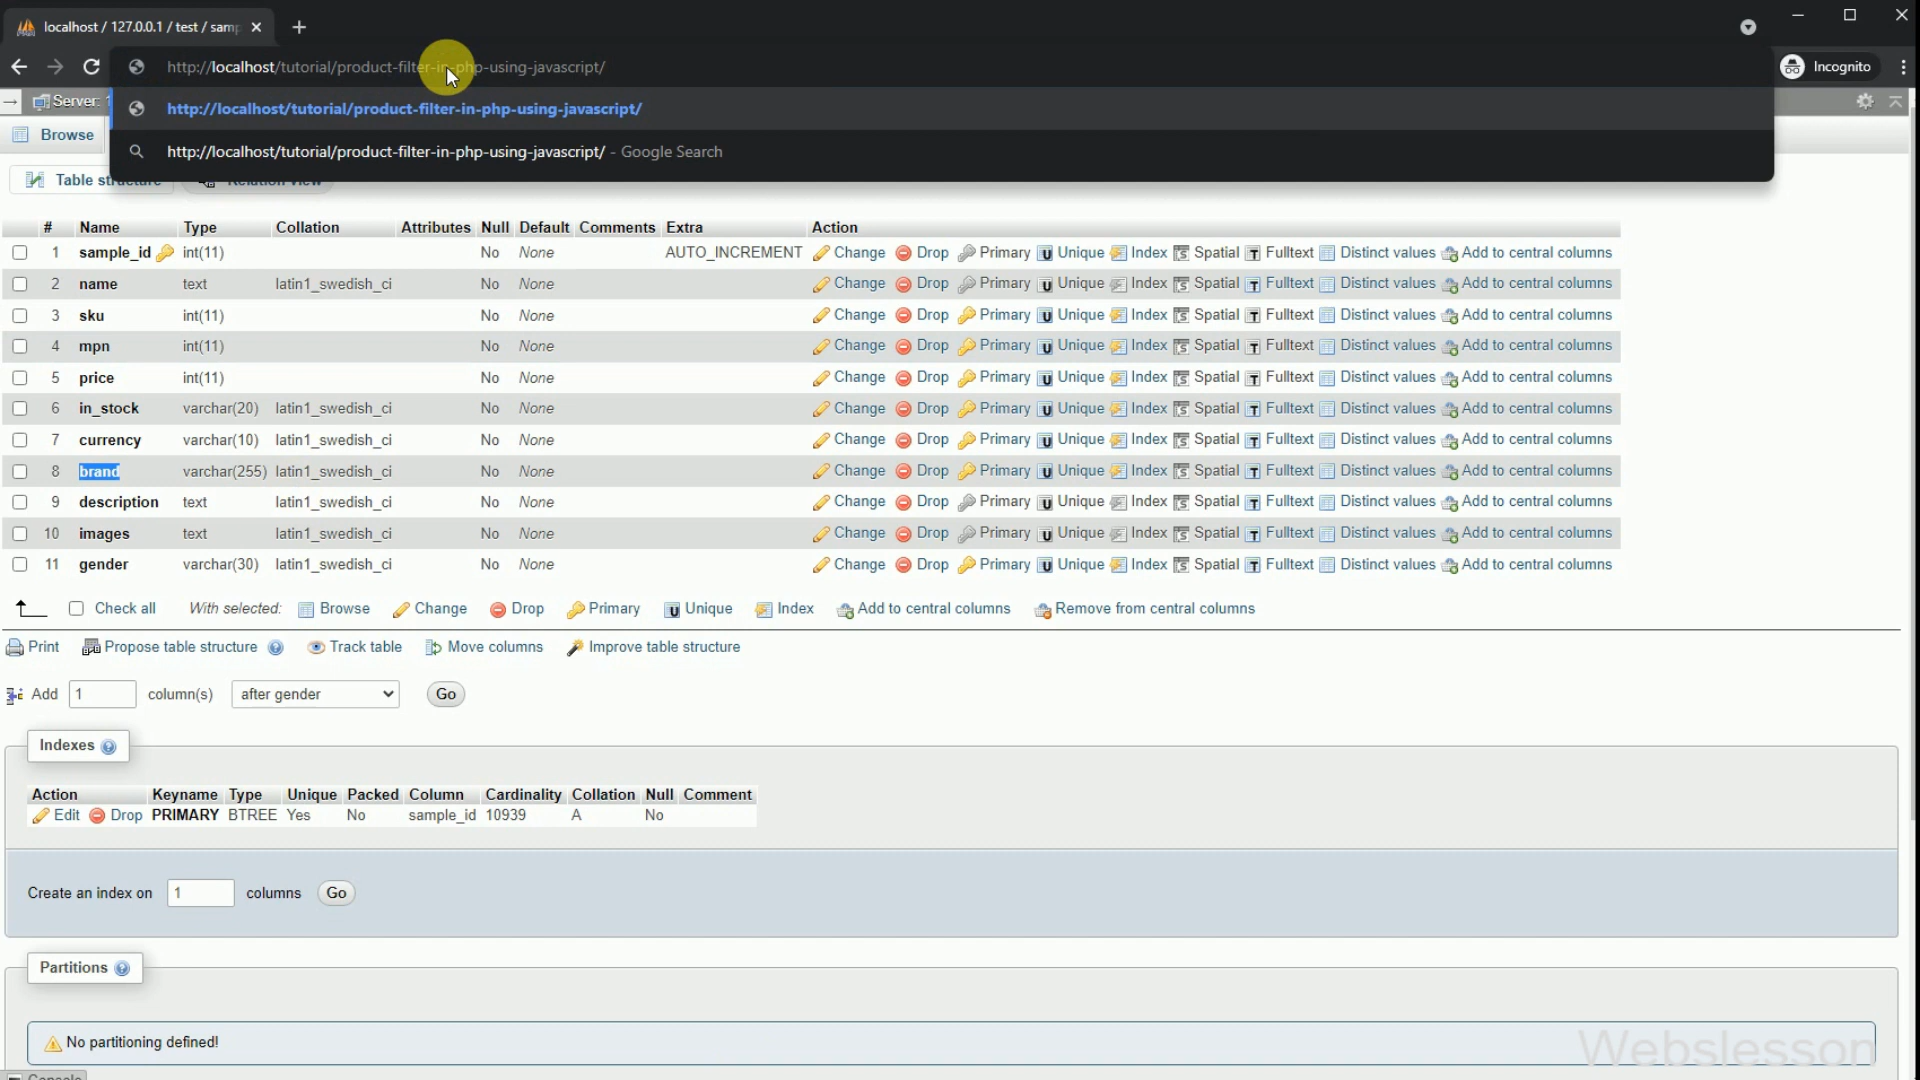 localhost / 127.0.0.1 / test / samp
http://localhost/tutorial/product-filter-in-php-using-javascript/
Incognito
Server: 1
http://localhost/tutorial/product-filter-in-php-using-javascript/
Browse
http://localhost/tutorial/product-filter-in-php-using-javascript/ - Google Search
Table structure Relation view
# Name Type Collation Attributes Null Default Comments Extra Action
1 sample_id int(11) No None AUTO_INCREMENT Change Drop Primary Unique Index Spatial Fulltext Distinct values Add to central columns
2 name text latin1_swedish_ci No None Change Drop Primary Unique Index Spatial Fulltext Distinct values Add to central columns
3 sku int(11) No None Change Drop Primary Unique Index Spatial Fulltext Distinct values Add to central columns
4 mpn int(11) No None Change Drop Primary Unique Index Spatial Fulltext Distinct values Add to central columns
5 price int(11) No None Change Drop Primary Unique Index Spatial Fulltext Distinct values Add to central columns
6 in_stock varchar(20) latin1_swedish_ci No None Change Drop Primary Unique Index Spatial Fulltext Distinct values Add to central columns
7 currency varchar(10) latin1_swedish_ci No None Change Drop Primary Unique Index Spatial Fulltext Distinct values Add to central columns
8 brand varchar(255) latin1_swedish_ci No None Change Drop Primary Unique Index Spatial Fulltext Distinct values Add to central columns
9 description text latin1_swedish_ci No None Change Drop Primary Unique Index Spatial Fulltext Distinct values Add to central columns
10 images text latin1_swedish_ci No None Change Drop Primary Unique Index Spatial Fulltext Distinct values Add to central columns
11 gender varchar(30) latin1_swedish_ci No None Change Drop Primary Unique Index Spatial Fulltext Distinct values Add to central columns
Check all With selected: Browse Change Drop Primary Unique Index Add to central columns Remove from central columns
Print Propose table structure Track table Move columns Improve table structure
Add 1 column(s) after gender Go
Indexes
Action Keyname Type Unique Packed Column Cardinality Collation Null Comment
Edit Drop PRIMARY BTREE Yes No sample_id 10939 A No
Create an index on 1 columns Go
Partitions
No partitioning defined!
Webslesson
Console